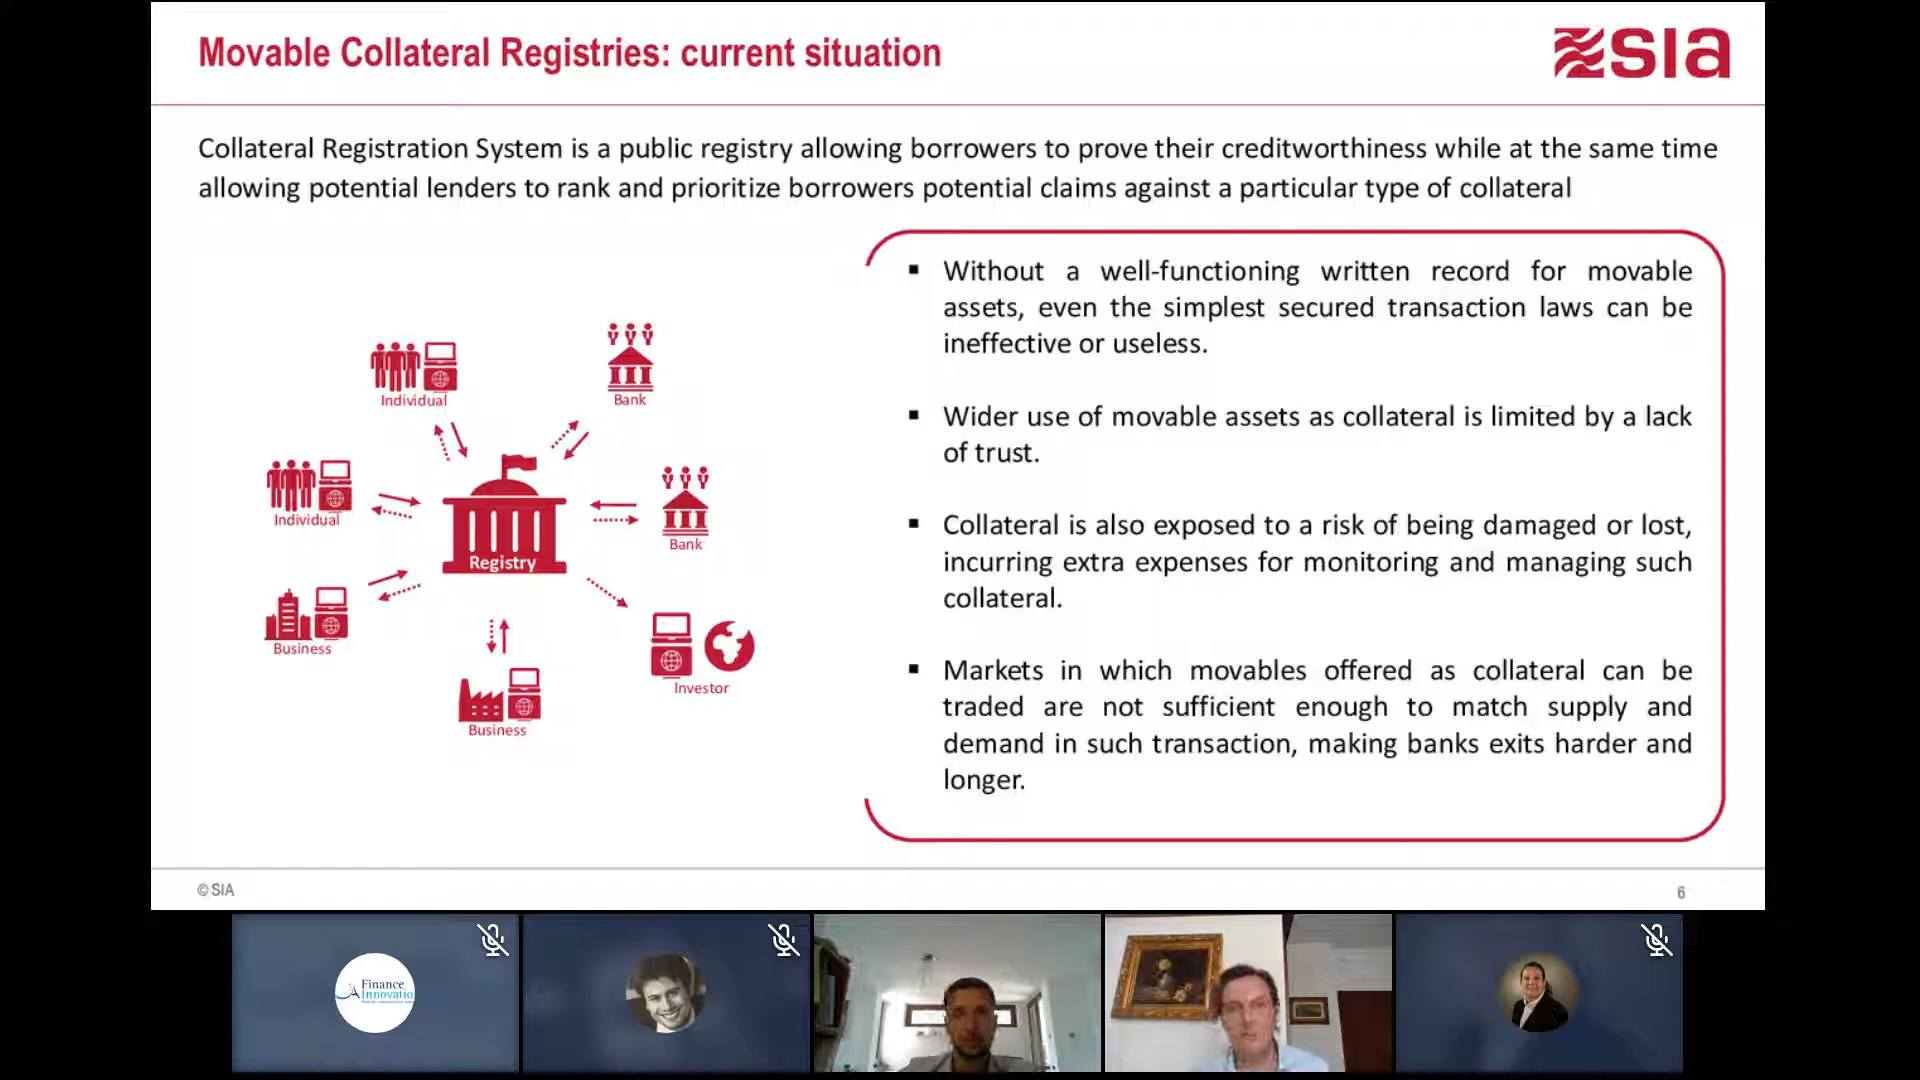 Movable Collateral Registries: current situation
SIA
Collateral Registration System is a public registry allowing borrowers to prove their creditworthiness while at the same time
allowing potential lenders to rank and prioritize borrowers potential claims against a particular type of collateral
Individual
Bank
Individual
Registry
Bank
Business
Business
Investor
▪ Without a well-functioning written record for movable
assets, even the simplest secured transaction laws can be
ineffective or useless.
▪ Wider use of movable assets as collateral is limited by a lack
of trust.
▪ Collateral is also exposed to a risk of being damaged or lost,
incurring extra expenses for monitoring and managing such
collateral.
▪ Markets in which movables offered as collateral can be
traded are not sufficient enough to match supply and
demand in such transaction, making banks exits harder and
longer.
© SIA
6
Finance
Innovatio